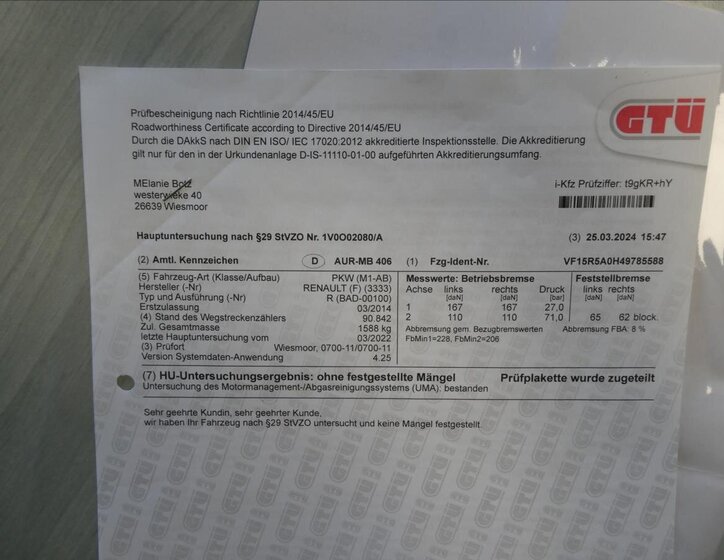 Prüfbescheinigung nach Richtlinie 2014/45/EU
Roadworthiness Certificate according to Directive 2014/45/EU
Durch die DAkkS nach DIN EN ISO/ IEC 17020:2012 akkreditierte Inspektionsstelle. Die Akkreditierung
gilt nur für den in der Urkundenanlage D-IS-11110-01-00 aufgeführten Akkreditierungsumfang.
GTÜ
MElanie Botz
westerwieke 40
26639 Wiesmoor
i-Kfz Prüfziffer: t9gKR+hY
Hauptuntersuchung nach §29 StVZO Nr. 1V0O02080/A (3) 25.03.2024 15:47
(2) Amtl. Kennzeichen D AUR-MB 406 (1) Fzg-Ident-Nr. VF15R5A0H49785588
(5) Fahrzeug-Art (Klasse/Aufbau) PKW (M1-AB)
Hersteller (-Nr) RENAULT (F) (3333)
Typ und Ausführung (-Nr) R (BAD-00100)
Erstzulassung 03/2014
(4) Stand des Wegstreckenzählers 90.842
Zul. Gesamtmasse 1588 kg
letzte Hauptuntersuchung vom 03/2022
(3) Prüfort Wiesmoor, 0700-11/0700-11
Version Systemdaten-Anwendung 4.25
Messwerte: Betriebsbremse Feststellbremse
Achse links rechts Druck links rechts
[daN] [daN] [bar] [daN] [daN]
1 167 167 27,0
2 110 110 71,0 65 62 block.
Abbremsung gem. Bezugbremswerten Abbremsung FBA: 8 %
FbMin1=228, FbMin2=206
(7) HU-Untersuchungsergebnis: ohne festgestellte Mängel Prüfplakette wurde zugeteilt
Untersuchung des Motormanagement-/Abgasreinigungssystems (UMA): bestanden
Sehr geehrte Kundin, sehr geehrter Kunde,
wir haben Ihr Fahrzeug nach §29 StVZO untersucht und keine Mängel festgestellt.